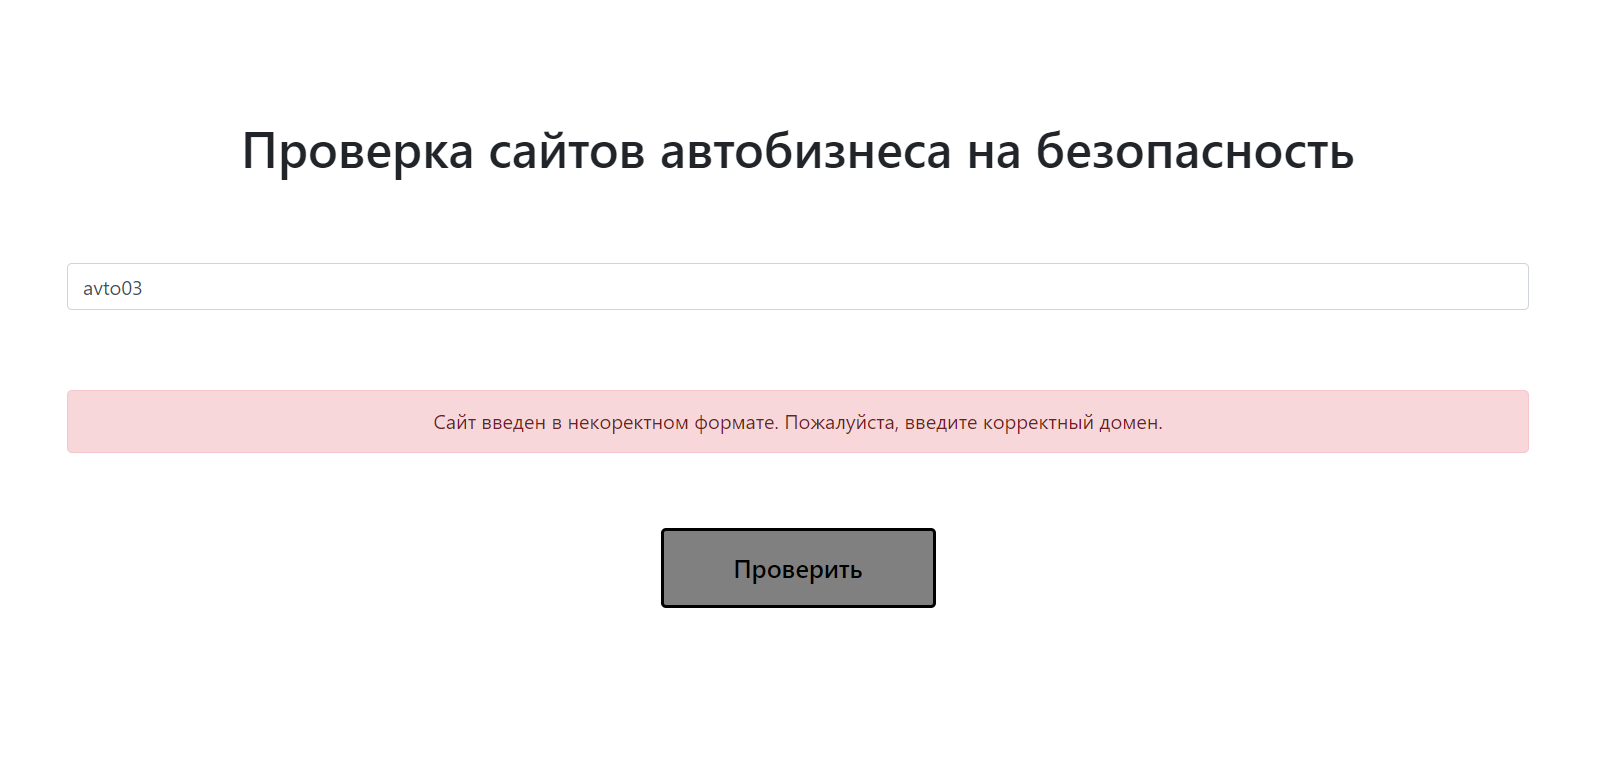 Проверка сайтов автобизнеса на безопасность
avto03
Сайт введен в некоректном формате. Пожалуйста, введите корректный домен.
Проверить